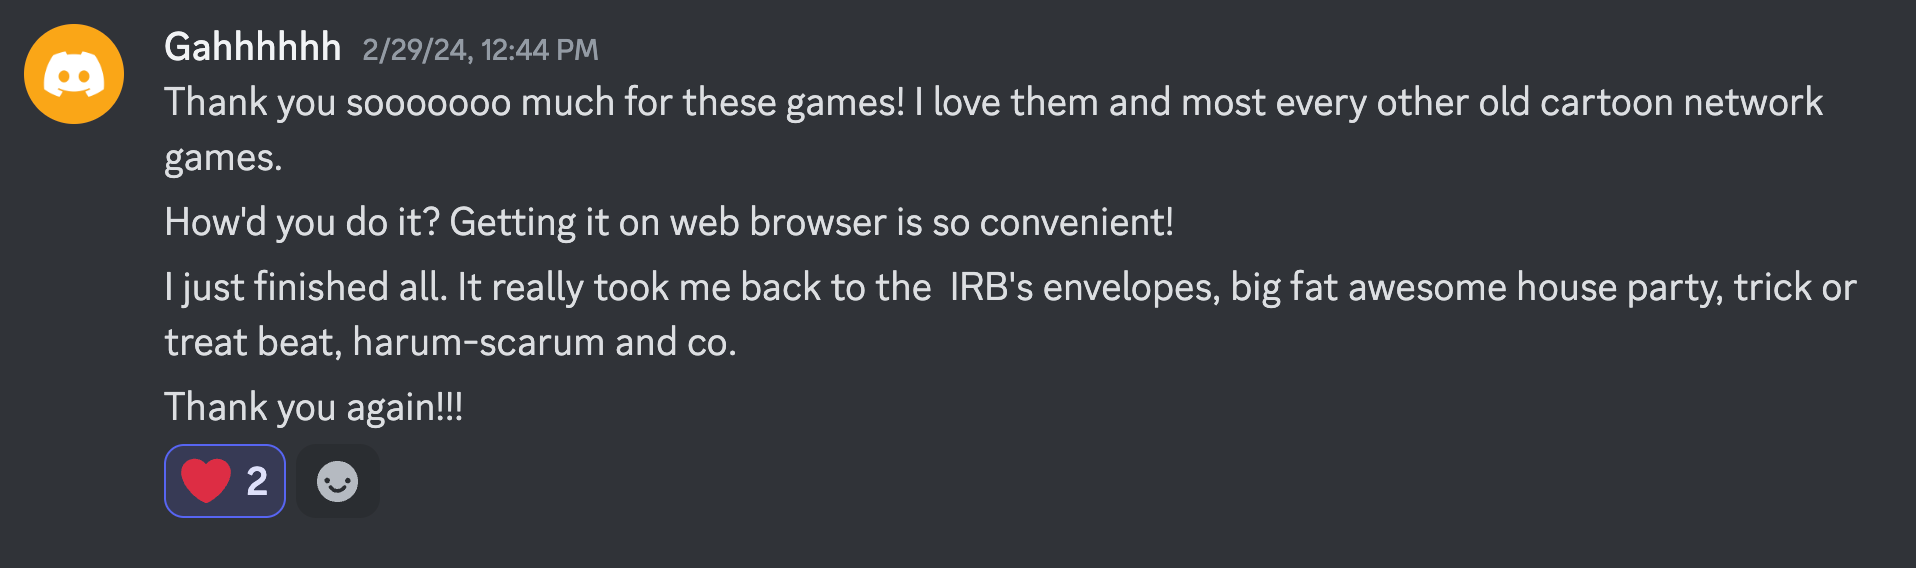 Gahhhhhh 2/29/24, 12:44 PM
Thank you sooooooo much for these games! I love them and most every other old cartoon network
games.
How'd you do it? Getting it on web browser is so convenient!
I just finished all. It really took me back to the  IRB's envelopes, big fat awesome house party, trick or
treat beat, harum-scarum and co.
Thank you again!!!
2